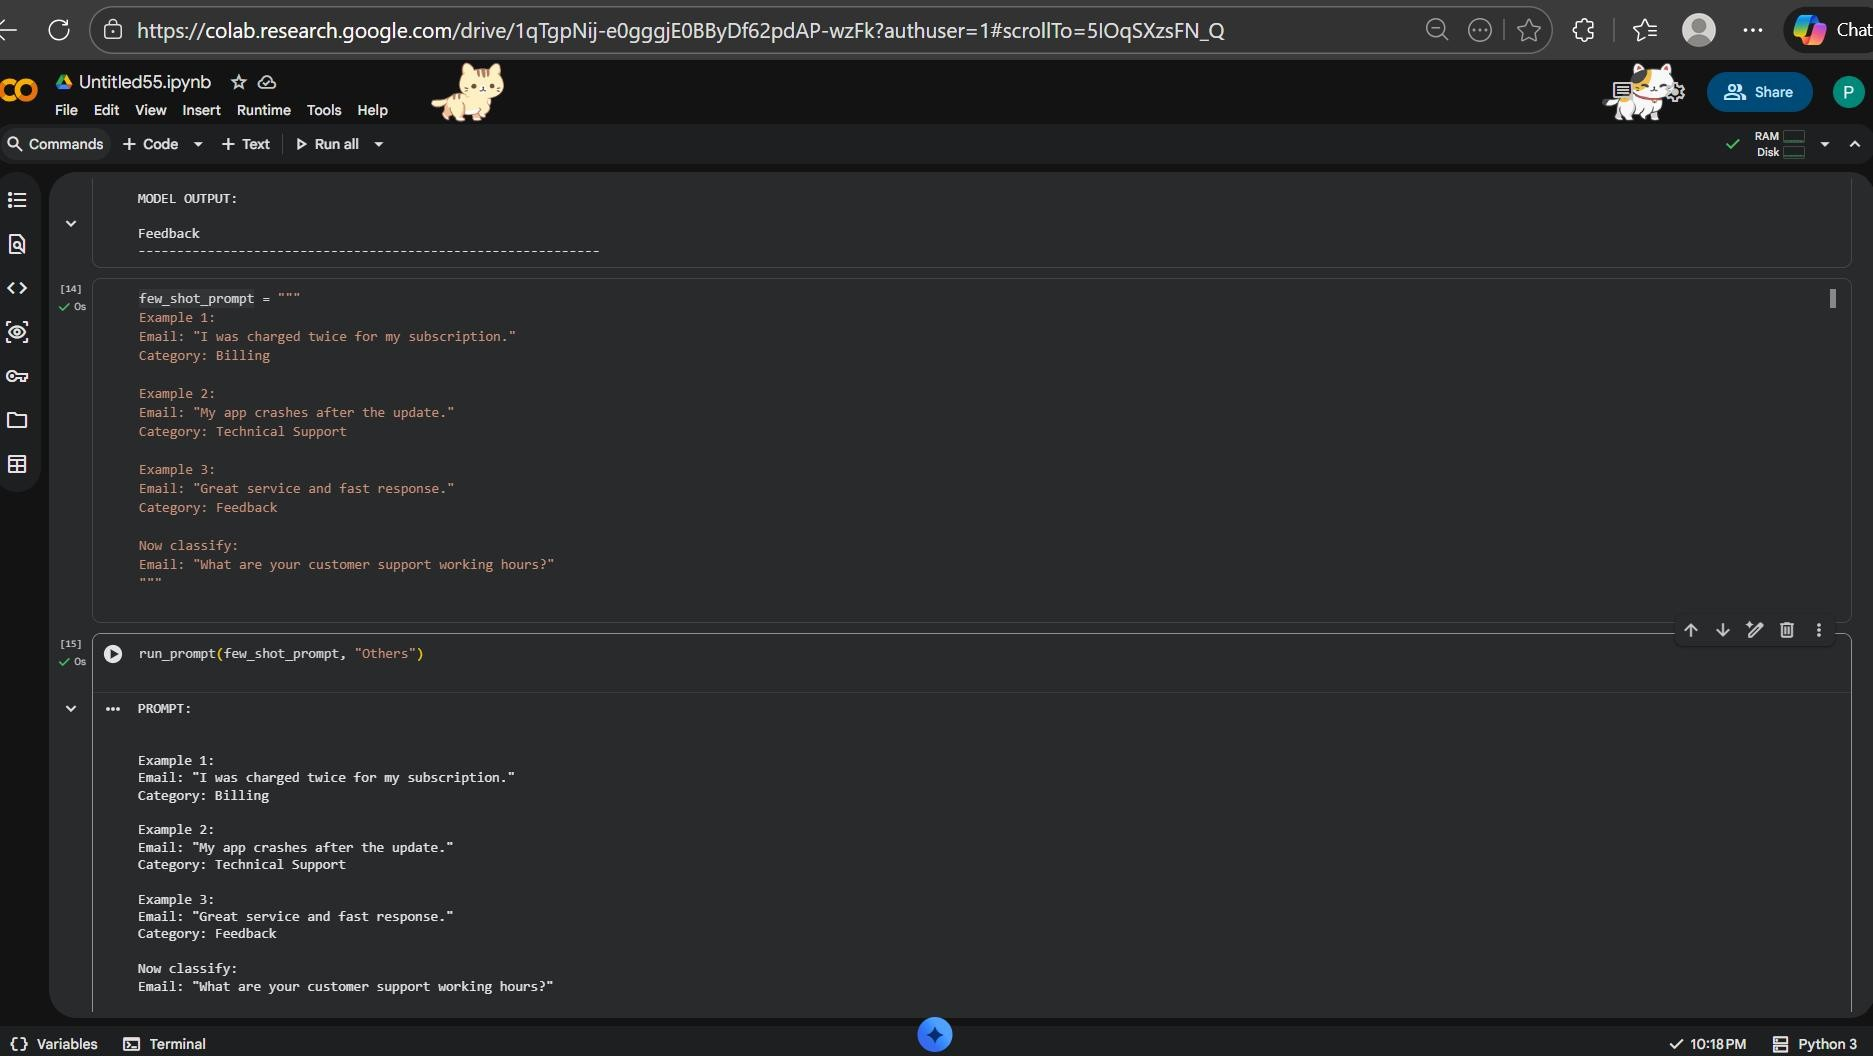 https://colab.research.google.com/drive/1qTgpNij-e0gggjE0BByDf62pdAP-wzFk?authuser=1#scrollTo=5IOqSXzsFN_Q
Chat
CO
Untitled55.ipynb
File Edit View Insert Runtime Tools Help
Share
P
Commands + Code + Text Run all
RAM
Disk
MODEL OUTPUT:
Feedback
------------------------------------------------------------
[14]
0s
few_shot_prompt = """
Example 1:
Email: "I was charged twice for my subscription."
Category: Billing
Example 2:
Email: "My app crashes after the update."
Category: Technical Support
Example 3:
Email: "Great service and fast response."
Category: Feedback
Now classify:
Email: "What are your customer support working hours?"
"""
[15]
0s
run_prompt(few_shot_prompt, "Others")
PROMPT:
Example 1:
Email: "I was charged twice for my subscription."
Category: Billing
Example 2:
Email: "My app crashes after the update."
Category: Technical Support
Example 3:
Email: "Great service and fast response."
Category: Feedback
Now classify:
Email: "What are your customer support working hours?"
{} Variables Terminal
10:18 PM Python 3